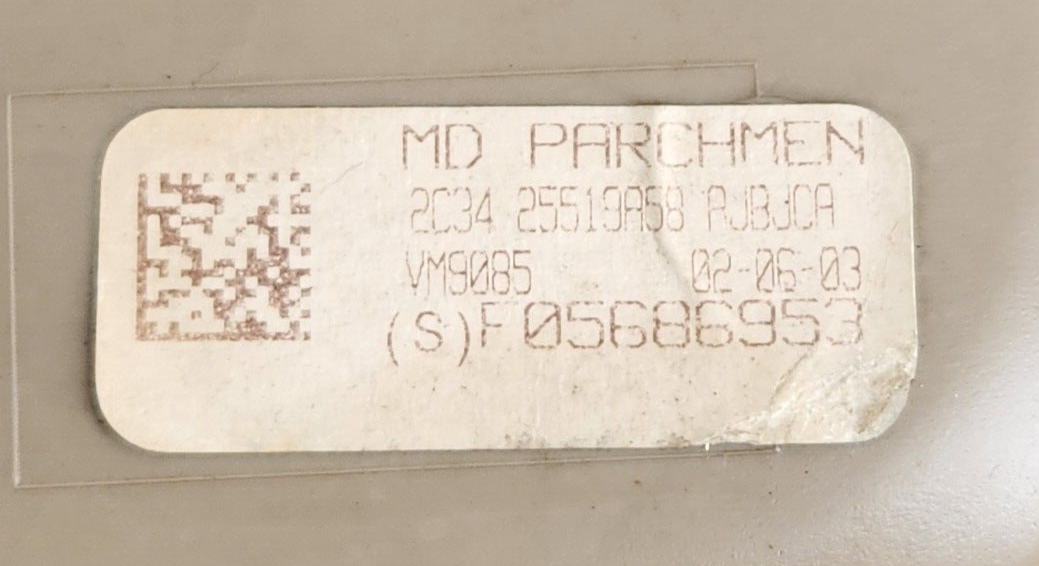 MD PARCHMEN
2C34 25519A58 AJBJCA
VM9085 02-06-03
(S)F05686953